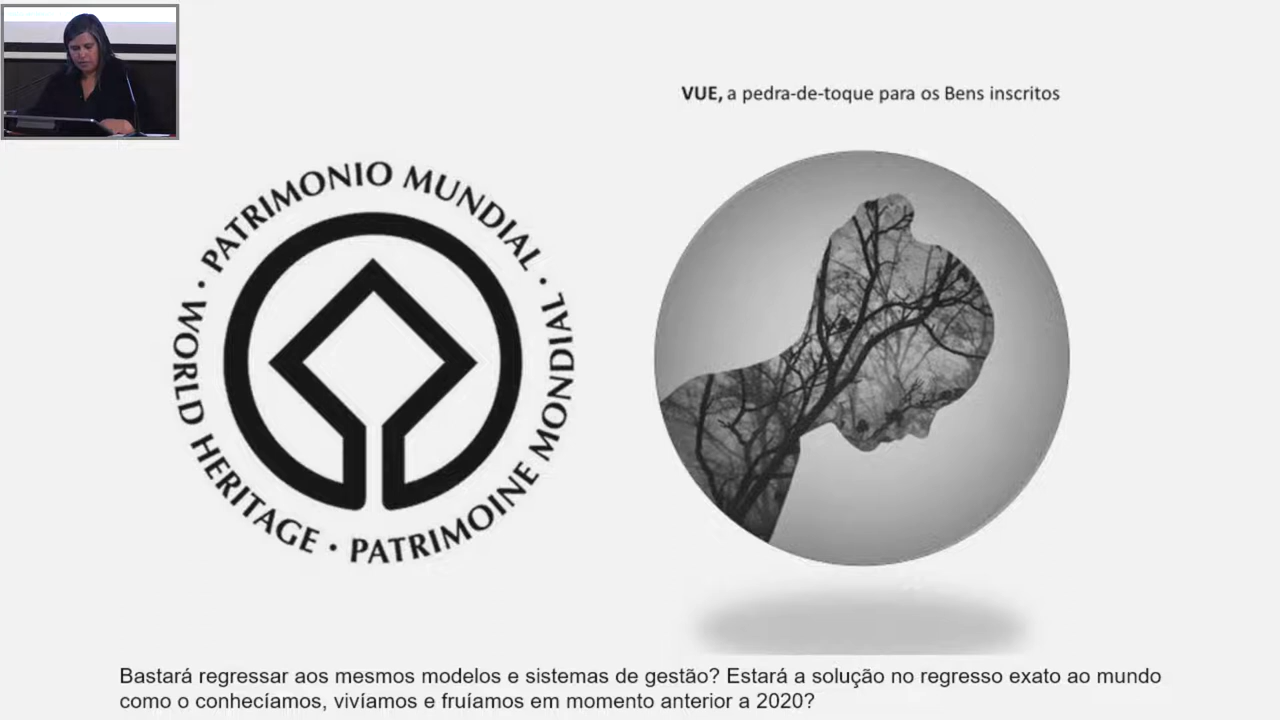 VUE, a pedra-de-toque para os Bens inscritos
· PATRIMONIO MUNDIAL · WORLD HERITAGE · PATRIMOINE MONDIAL
Bastará regressar aos mesmos modelos e sistemas de gestão? Estará a solução no regresso exato ao mundo
como o conhecíamos, vivíamos e fruíamos em momento anterior a 2020?